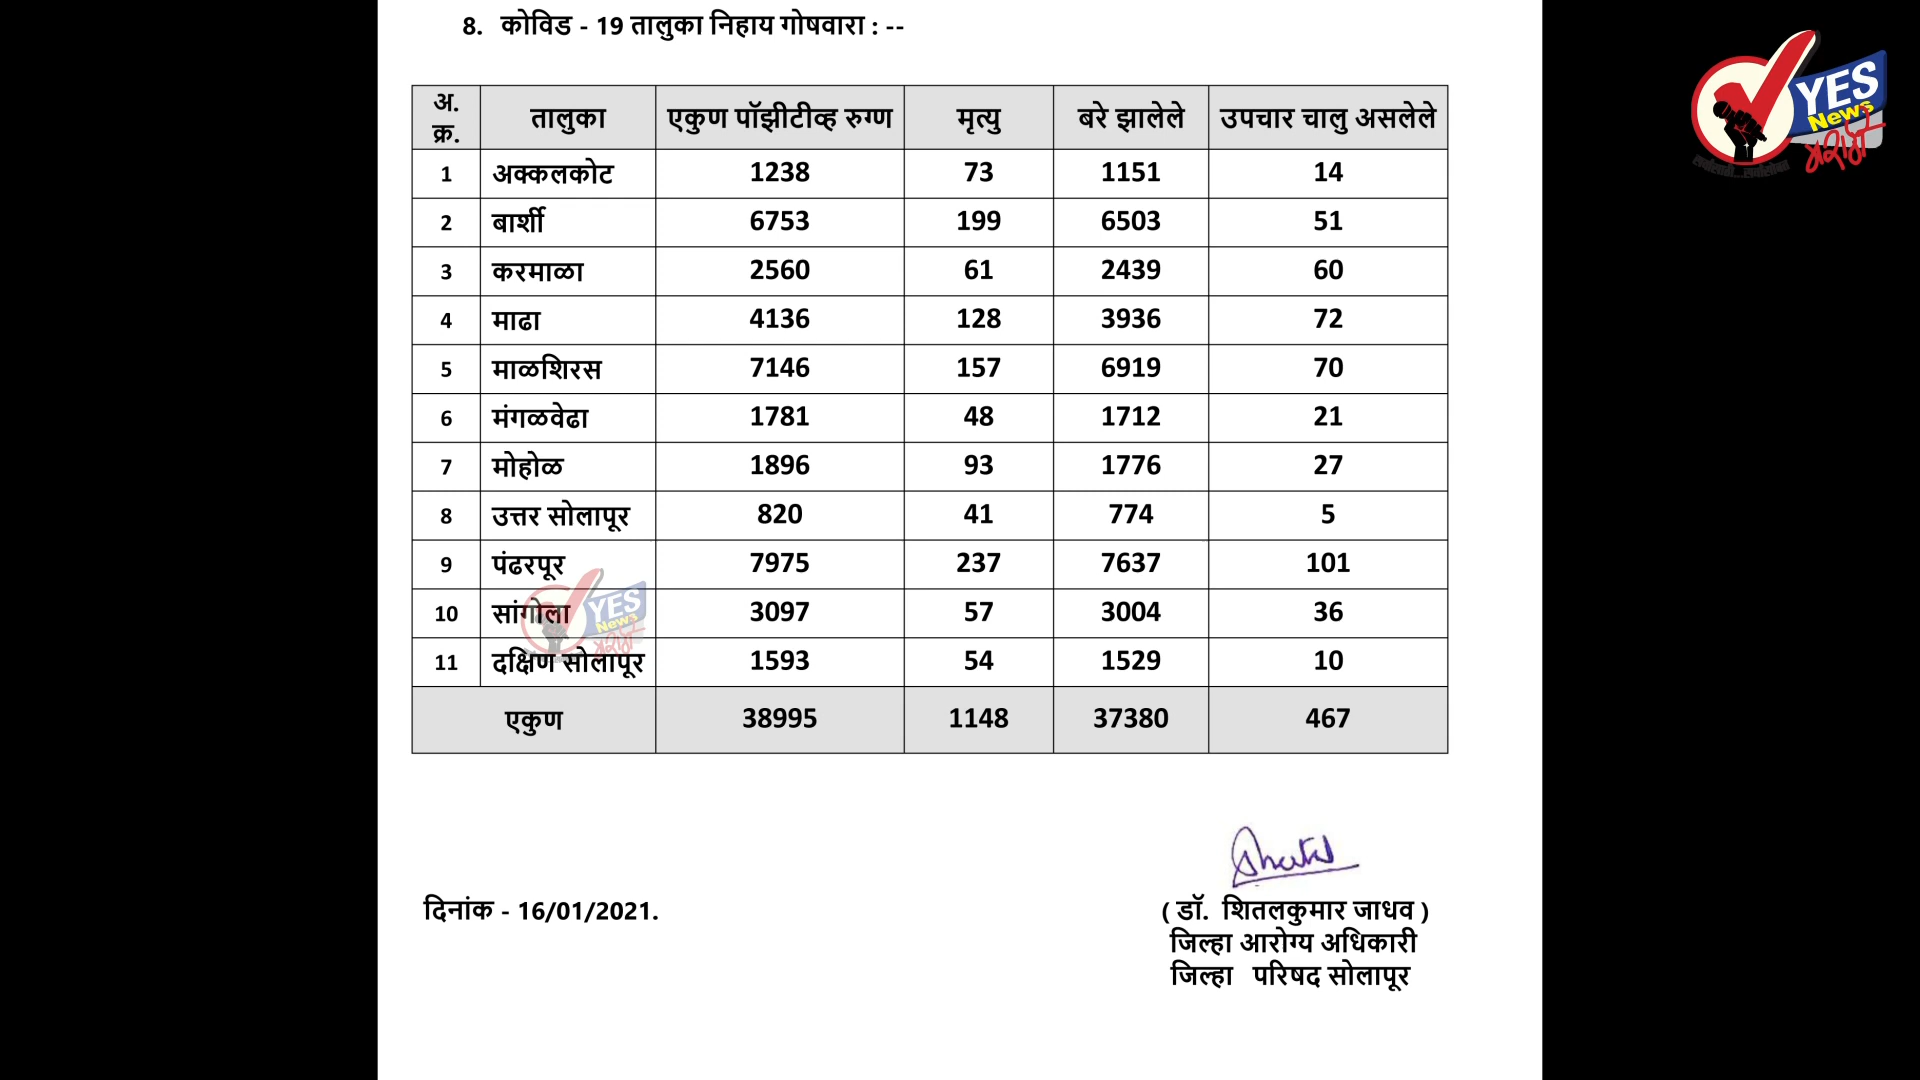 8. कोविड - 19 तालुका निहाय गोषवारा : --
अ. क्र. तालुका एकुण पॉझीटीव्ह रुग्ण मृत्यु बरे झालेले उपचार चालु असलेले
1 अक्कलकोट 1238 73 1151 14
2 बार्शी 6753 199 6503 51
3 करमाळा 2560 61 2439 60
4 माढा 4136 128 3936 72
5 माळशिरस 7146 157 6919 70
6 मंगळवेढा 1781 48 1712 21
7 मोहोळ 1896 93 1776 27
8 उत्तर सोलापूर 820 41 774 5
9 पंढरपूर 7975 237 7637 101
10 सांगोला 3097 57 3004 36
11 दक्षिण सोलापूर 1593 54 1529 10
एकुण 38995 1148 37380 467
दिनांक - 16/01/2021.
( डॉ. शितलकुमार जाधव )
जिल्हा आरोग्य अधिकारी
जिल्हा परिषद सोलापूर
YES
News
मराठी
YES
News
मराठी